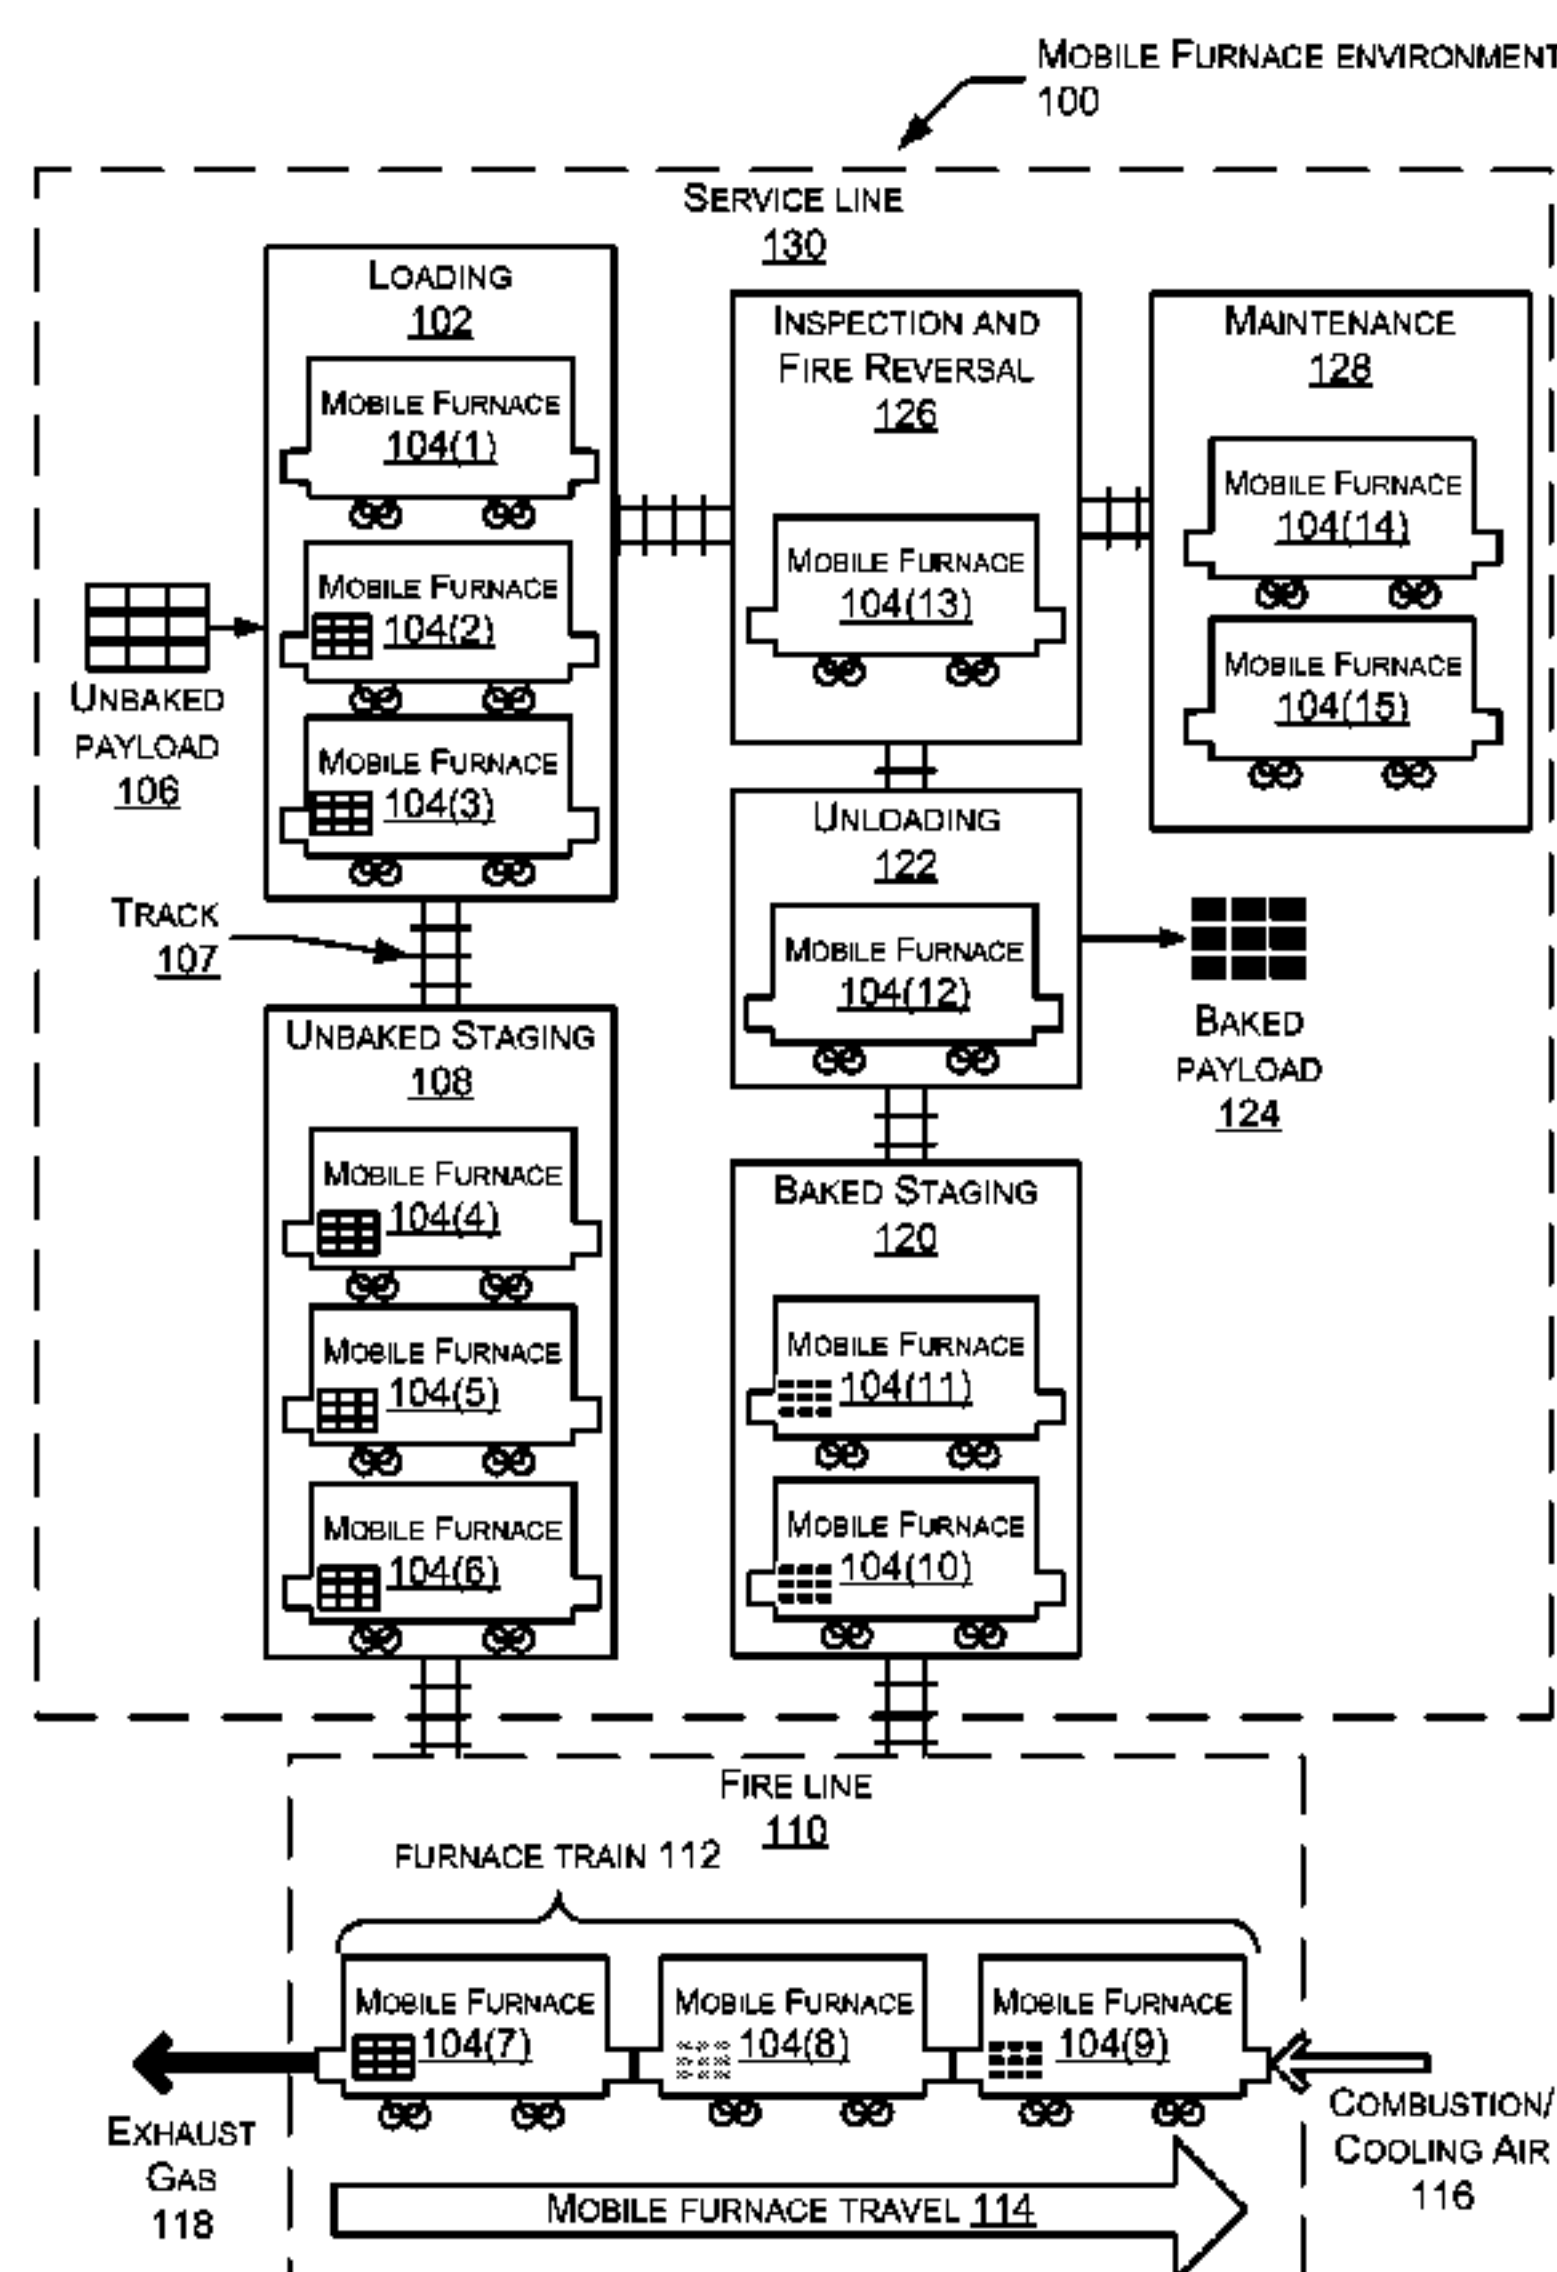 MOBILE FURNACE ENVIRONMENT
100
SERVICE LINE
130
LOADING
102
MOBILE FURNACE
104(1)
MOBILE FURNACE
104(2)
MOBILE FURNACE
104(3)
UNBAKED
PAYLOAD
106
TRACK
107
UNBAKED STAGING
108
MOBILE FURNACE
104(4)
MOBILE FURNACE
104(5)
MOBILE FURNACE
104(6)
INSPECTION AND
FIRE REVERSAL
126
MOBILE FURNACE
104(13)
MAINTENANCE
128
MOBILE FURNACE
104(14)
MOBILE FURNACE
104(15)
UNLOADING
122
MOBILE FURNACE
104(12)
BAKED
PAYLOAD
124
BAKED STAGING
120
MOBILE FURNACE
104(11)
MOBILE FURNACE
104(10)
FIRE LINE
110
FURNACE TRAIN 112
MOBILE FURNACE
104(7)
MOBILE FURNACE
104(8)
MOBILE FURNACE
104(9)
EXHAUST
GAS
118
COMBUSTION/
COOLING AIR
116
MOBILE FURNACE TRAVEL 114